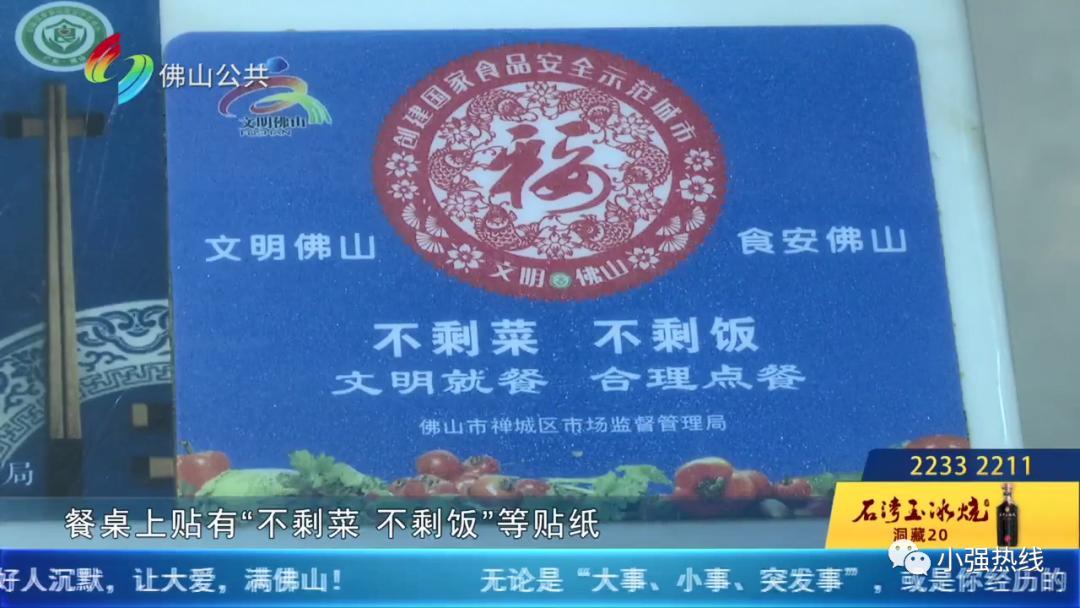 佛山公共
文明佛山
FOSHAN
创建国家食品安全示范城市
福
文明佛山
文明佛山
食安佛山
不剩菜 不剩饭
文明就餐 合理点餐
佛山市禅城区市场监督管理局
局
2233 2211
石湾玉冰烧
洞藏20
餐桌上贴有“不剩菜 不剩饭”等贴纸
小强热线
好人沉默，让大爱，满佛山！ 无论是“大事、小事、突发事”，或是你经历的